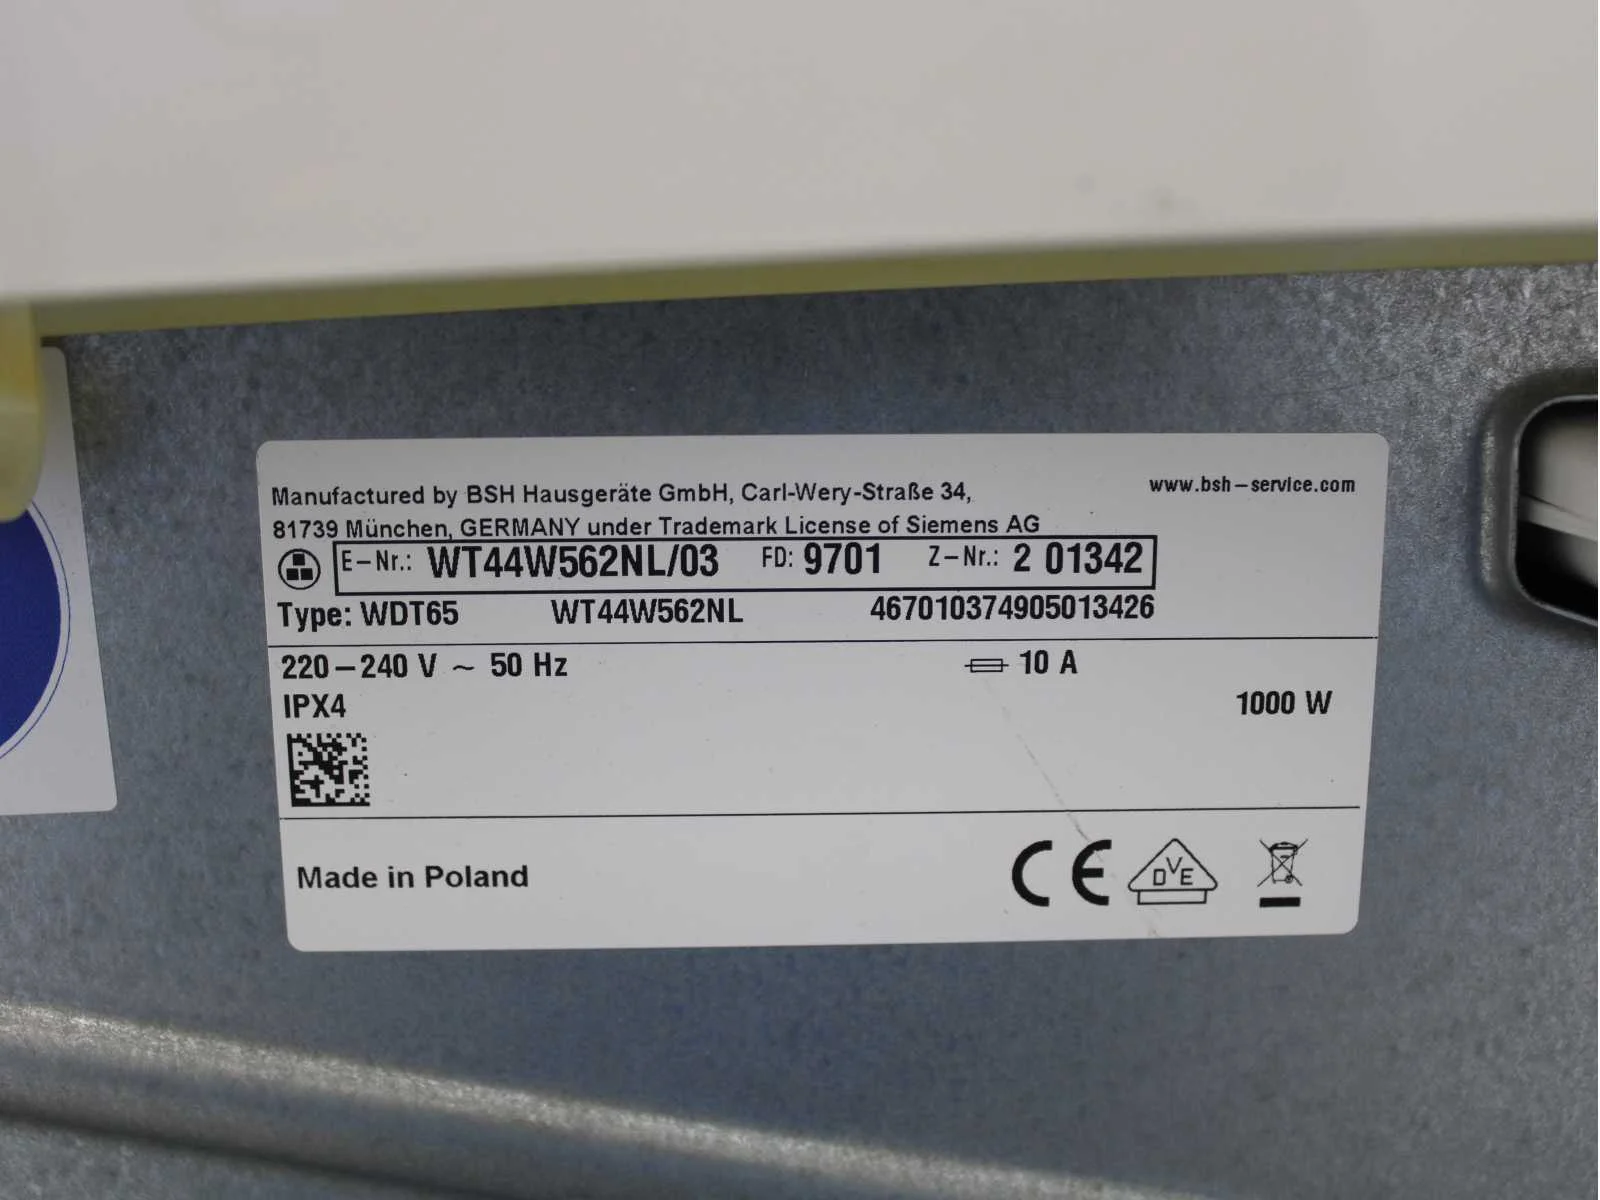 Manufactured by BSH Hausgeräte GmbH, Carl-Wery-Straße 34,
www.bsh-service.com
81739 München, GERMANY under Trademark License of Siemens AG
E-Nr.: WT44W562NL/03 FD: 9701 Z-Nr.: 2 01342
Type: WDT65 WT44W562NL 467010374905013426
220-240 V ~ 50 Hz 10 A
IPX4 1000 W
Made in Poland
CE DVE